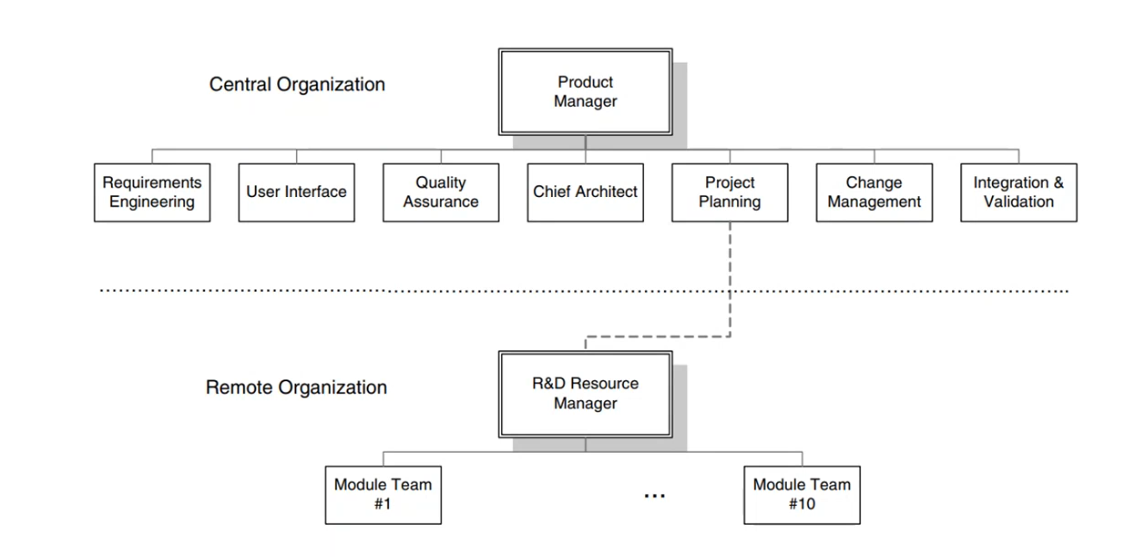 Central Organization
Product
Manager
Requirements
Engineering
User Interface
Quality
Assurance
Chief Architect
Project
Planning
Change
Management
Integration &
Validation
Remote Organization
R&D Resource
Manager
Module Team
#1
...
Module Team
#10